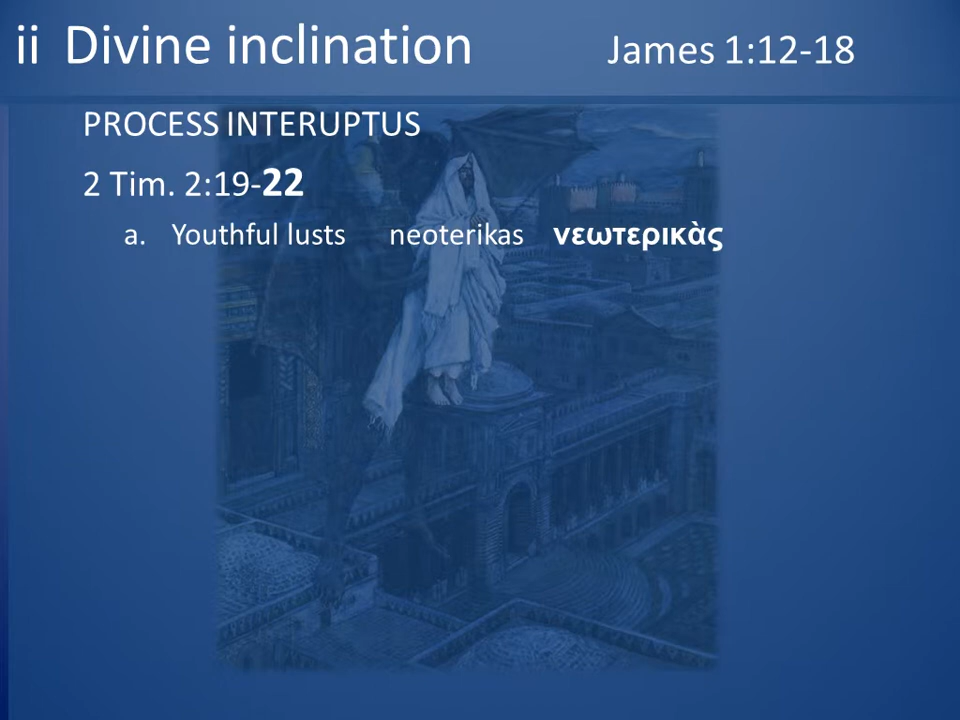 ii Divine inclination James 1:12-18
PROCESS INTERUPTUS
2 Tim. 2:19-22
a. Youthful lusts neoterikas νεωτερικὰς